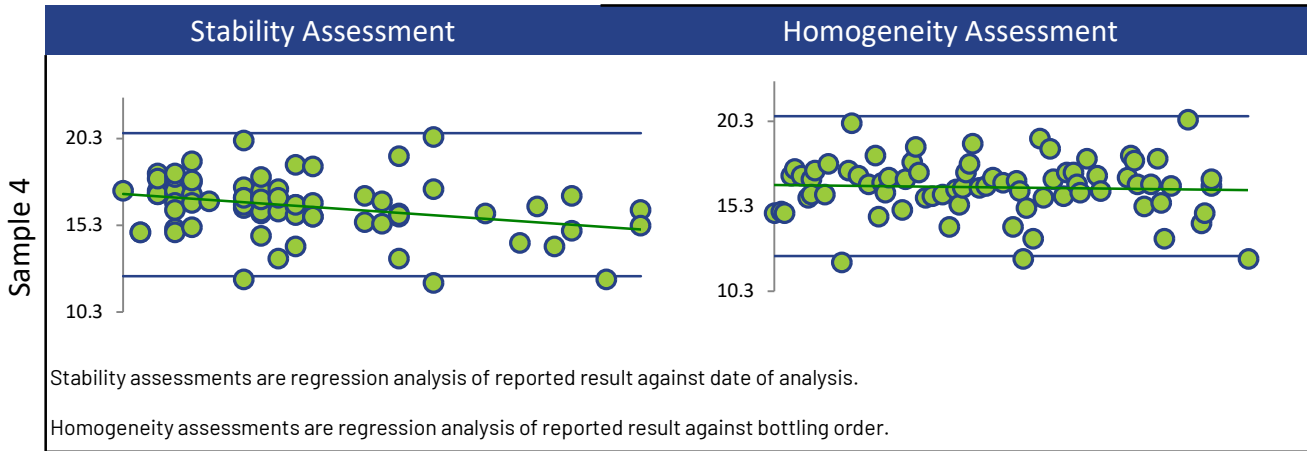 Stability Assessment
Homogeneity Assessment
Sample 4
20.3
15.3
10.3
20.3
15.3
10.3
Stability assessments are regression analysis of reported result against date of analysis.
Homogeneity assessments are regression analysis of reported result against bottling order.